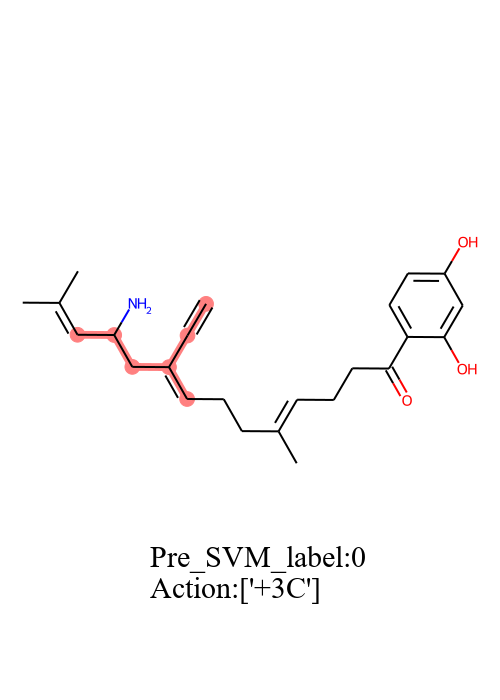 OH
NH2
OH
O
Pre_SVM_label:0
Action:['+3C']